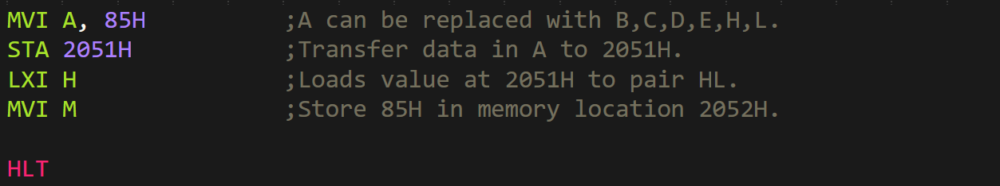 MVI A, 85H ;A can be replaced with B,C,D,E,H,L.
STA 2051H ;Transfer data in A to 2051H.
LXI H ;Loads value at 2051H to pair HL.
MVI M ;Store 85H in memory location 2052H.
HLT